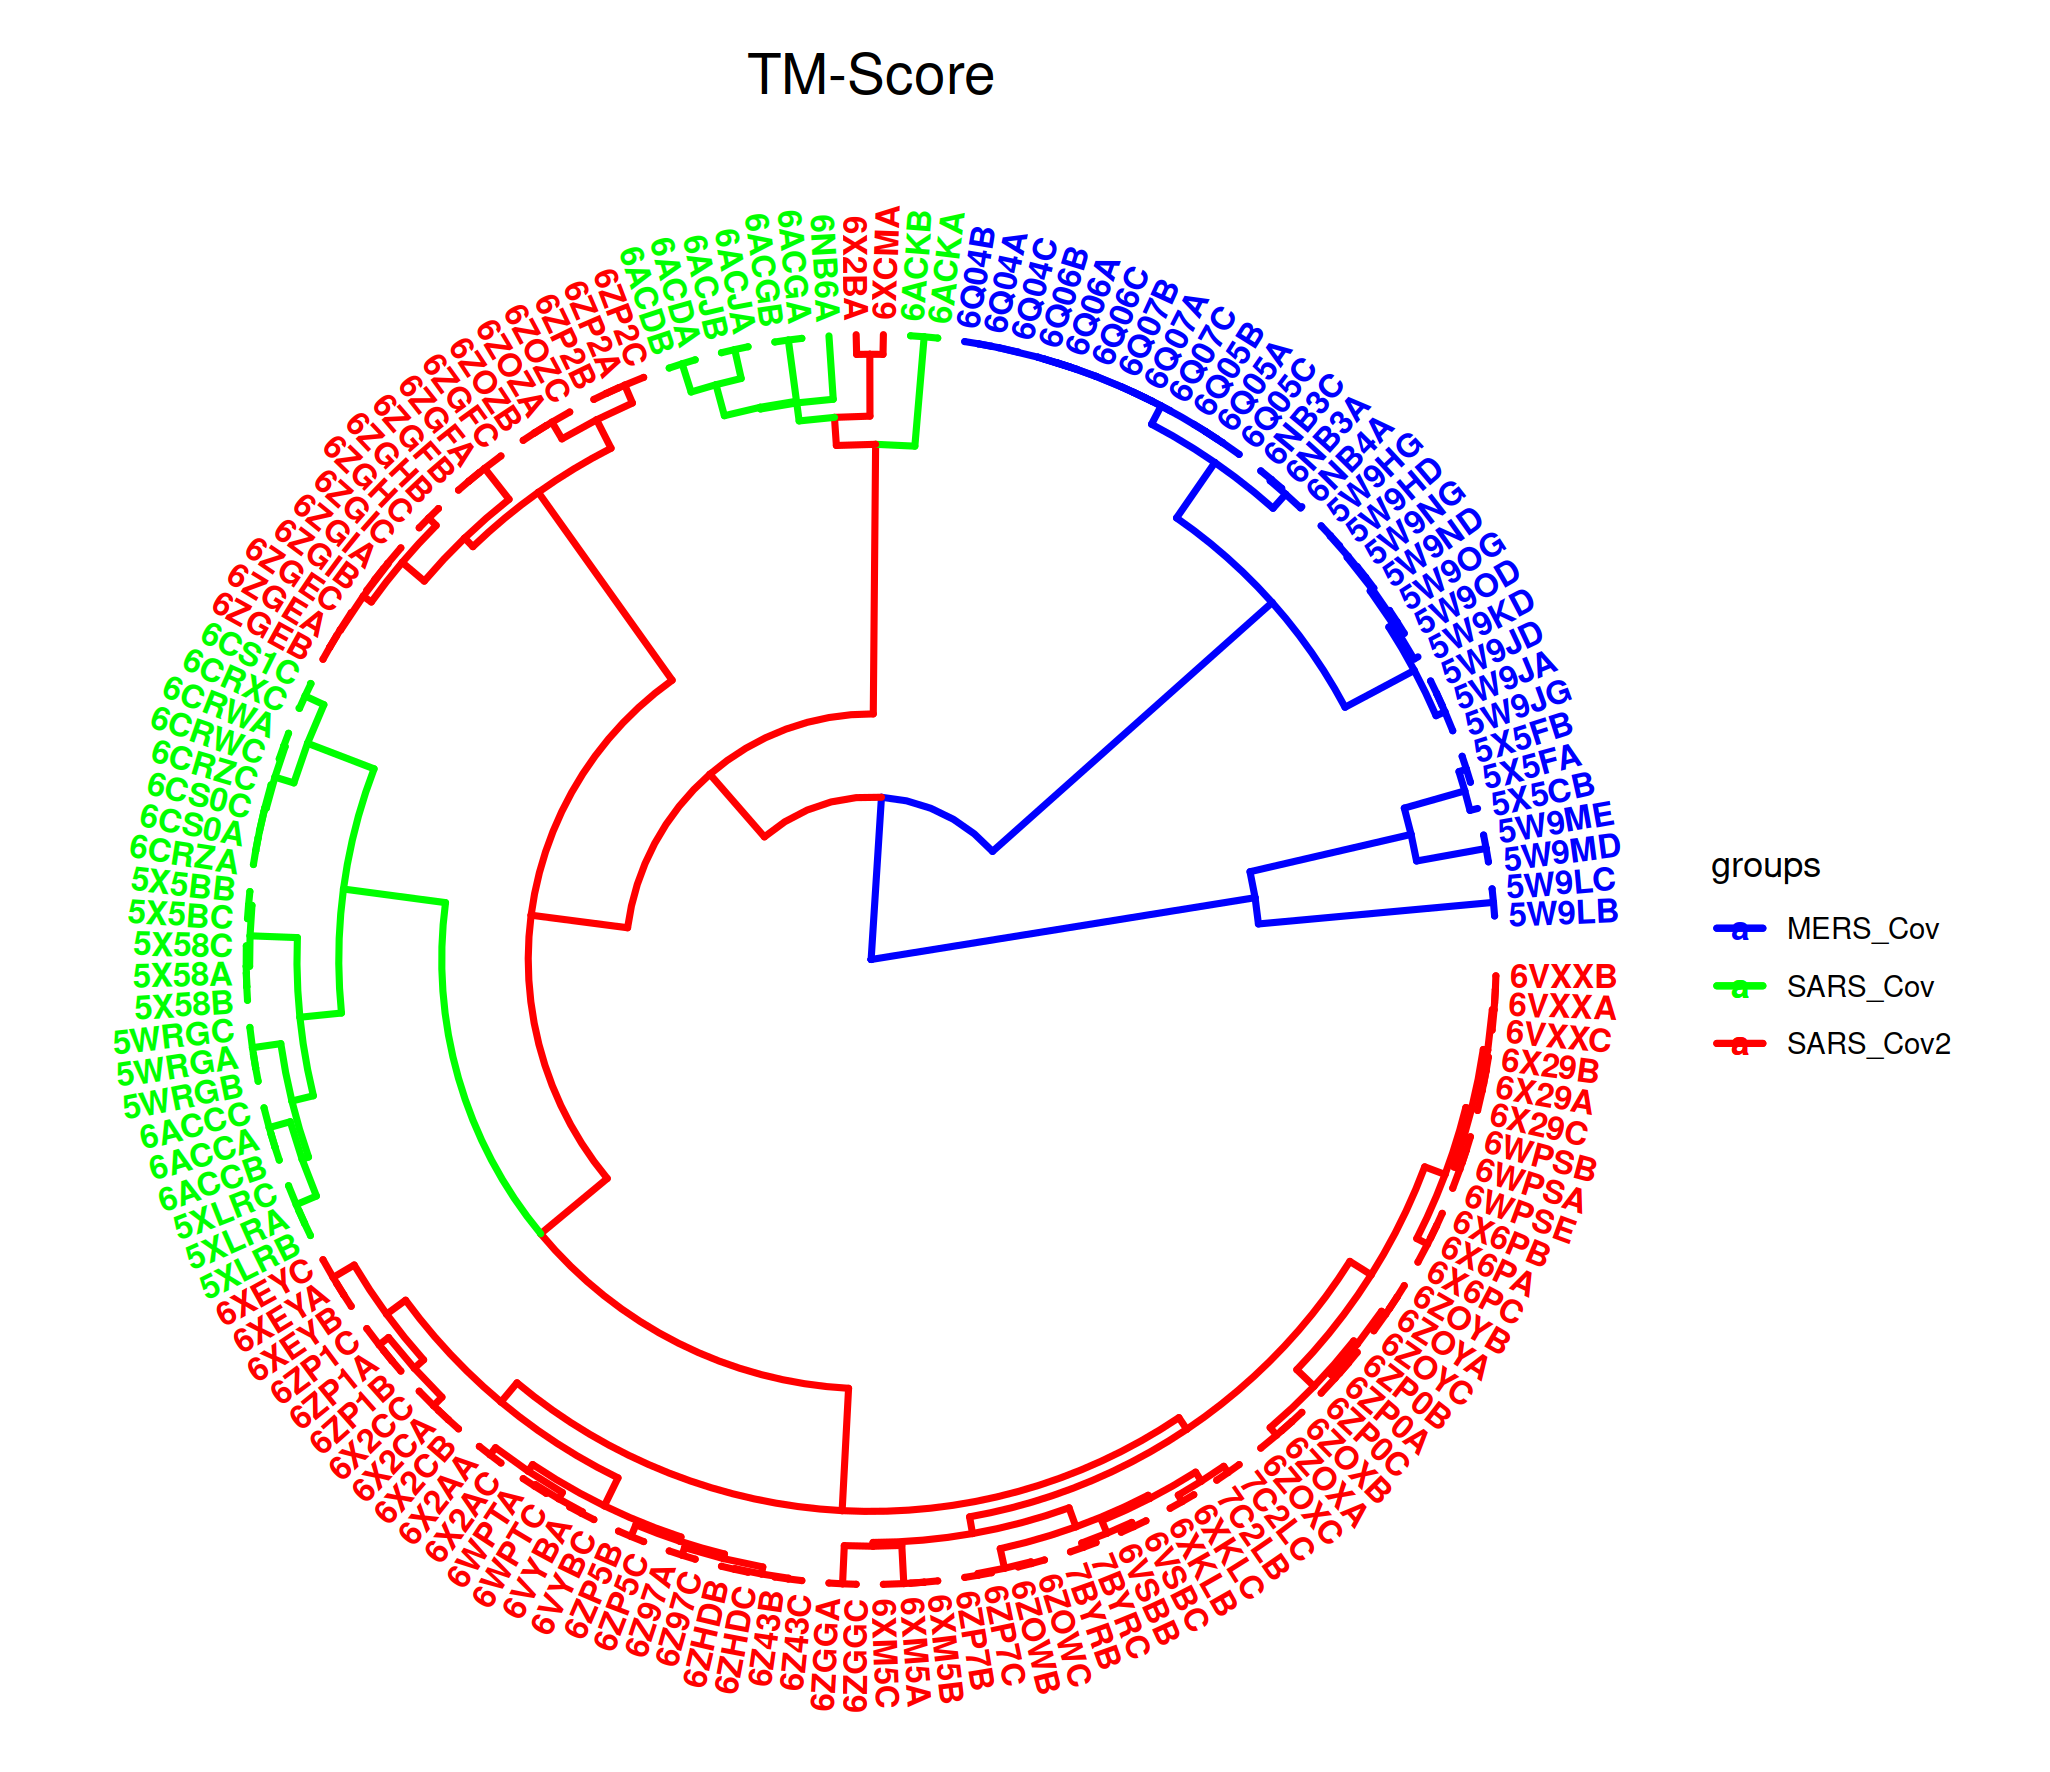 TM-Score
6ACDB
6ACDA
6ACJB
6ACJA
6ACGB
6ACGA
6NB6A
6X2BA
6XCMA
6ACKB
6ACKA
6Q04B
6Q04A
6Q04C
6Q06B
6Q06A
6Q06C
6Q07B
6Q07A
6Q07C
6Q05B
6Q05A
6Q05C
6NB3C
6NB3A
6NB4A
5W9HG
5W9HD
5W9NG
5W9ND
5W9OG
5W9OD
5W9KD
5W9JD
5W9JA
5W9JG
5X5FB
5X5FA
5X5CB
5W9ME
5W9MD
5W9LC
5W9LB
6VXXB
6VXXA
6VXXC
6X29B
6X29A
6X29C
6WPSB
6WPSA
6WPSE
6X6PB
6X6PA
6X6PC
6ZOYB
6ZOYA
6ZOYC
6ZP0B
6ZP0A
6ZP0C
6ZOXB
6ZOXA
6ZOXC
7C2LC
7C2LB
6XKLC
6XKLB
6VSBC
6VSBB
7BYRC
7BYRB
6ZOWC
6ZOWB
6ZP7C
6ZP7B
6XM5B
6XM5A
6XM5C
6ZGGC
6ZGGA
6Z43C
6Z43B
6ZHDC
6ZHDB
6Z97C
6Z97A
6ZP5C
6ZP5B
6VYBC
6VYBA
6WPTC
6WPTA
6X2AC
6X2AA
6X2CB
6X2CA
6X2CC
6ZP1B
6ZP1A
6ZP1C
6XEYB
6XEYA
6XEYC
5XLRB
5XLRA
5XLRC
6ACCB
6ACCA
6ACCC
5WRGB
5WRGA
5WRGC
5X58B
5X58A
5X58C
5X5BC
5X5BB
6CRZA
6CS0A
6CS0C
6CRZC
6CRWC
6CRWA
6CRXC
6CS1C
6ZGEB
6ZGEA
6ZGEC
6ZGIB
6ZGIA
6ZGIC
6ZGHC
6ZGHB
6ZGFB
6ZGFA
6ZGFC
6ZOZB
6ZOZA
6ZOZC
6ZP2B
6ZP2A
6ZP2C
groups
a MERS_Cov
a SARS_Cov
a SARS_Cov2